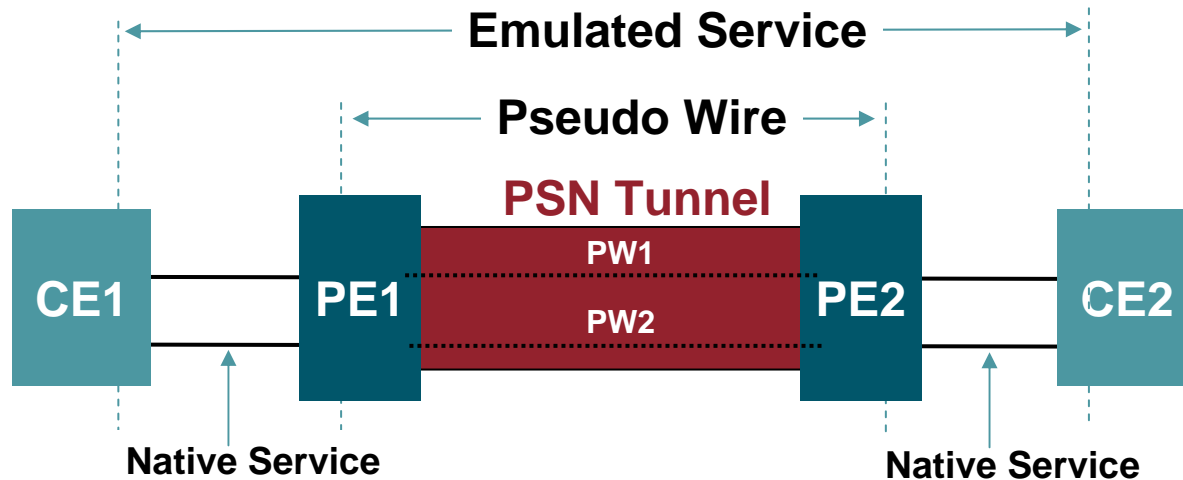 Emulated Service
Pseudo Wire
PSN Tunnel
PW1
CE1
PE1
PE2
CE2
PW2
Native Service
Native Service